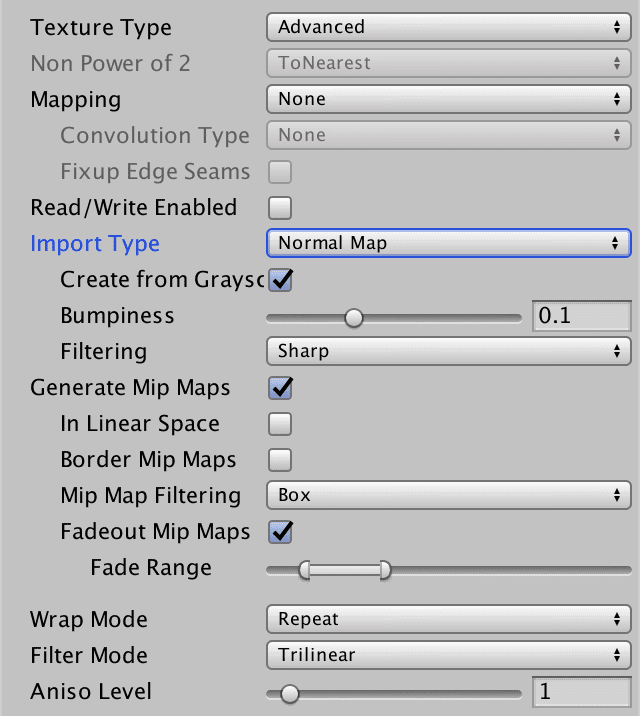 Texture Type Advanced
Non Power of 2 ToNearest
Mapping None
Convolution Type None
Fixup Edge Seams
Read/Write Enabled
Import Type Normal Map
Create from Graysc
Bumpiness 0.1
Filtering Sharp
Generate Mip Maps
In Linear Space
Border Mip Maps
Mip Map Filtering Box
Fadeout Mip Maps
Fade Range
Wrap Mode Repeat
Filter Mode Trilinear
Aniso Level 1